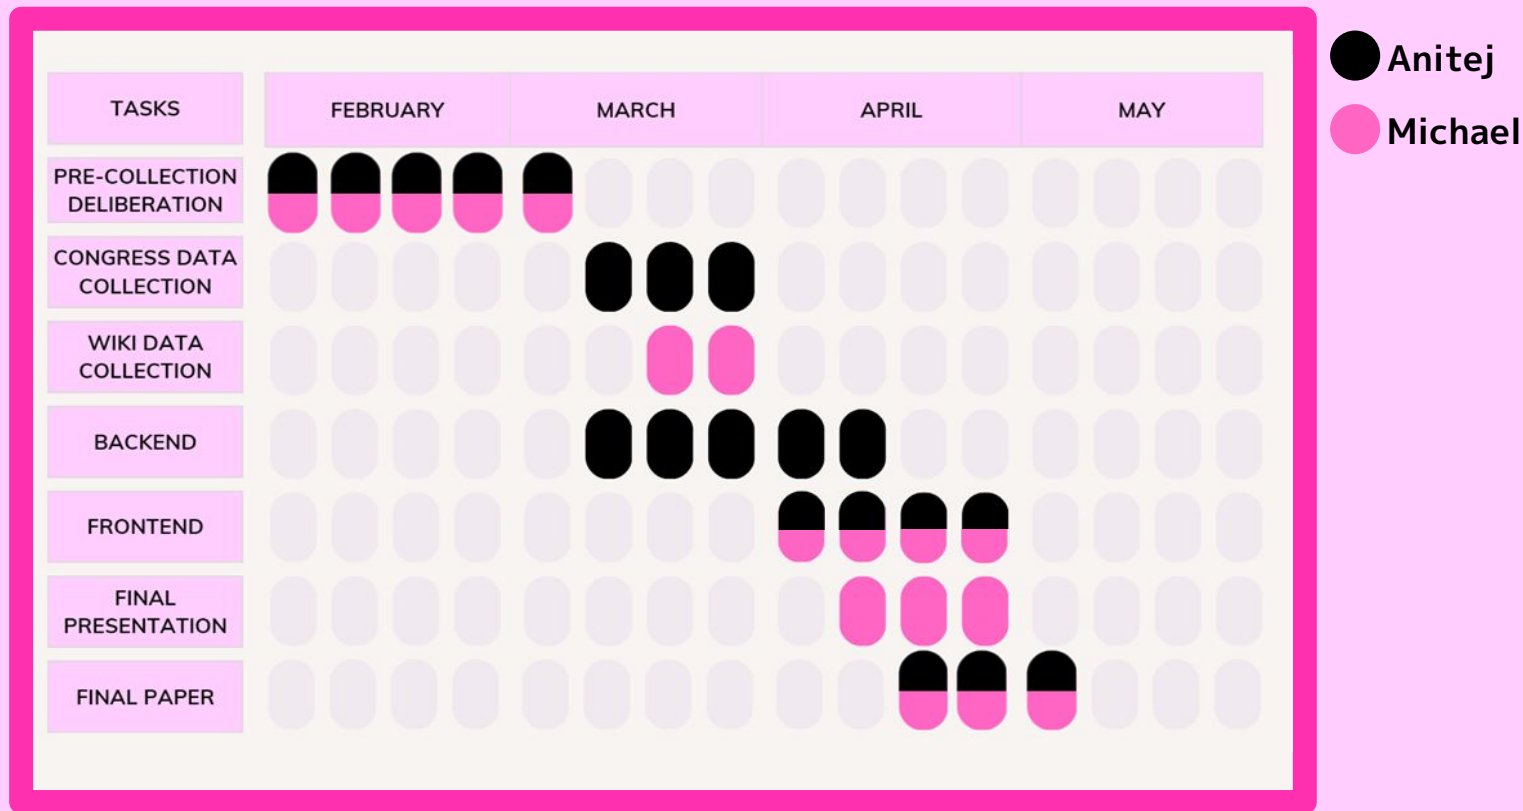 TASKS
FEBRUARY
MARCH
APRIL
MAY
Anitej
Michael
PRE-COLLECTION
DELIBERATION
CONGRESS DATA
COLLECTION
WIKI DATA
COLLECTION
BACKEND
FRONTEND
FINAL
PRESENTATION
FINAL PAPER